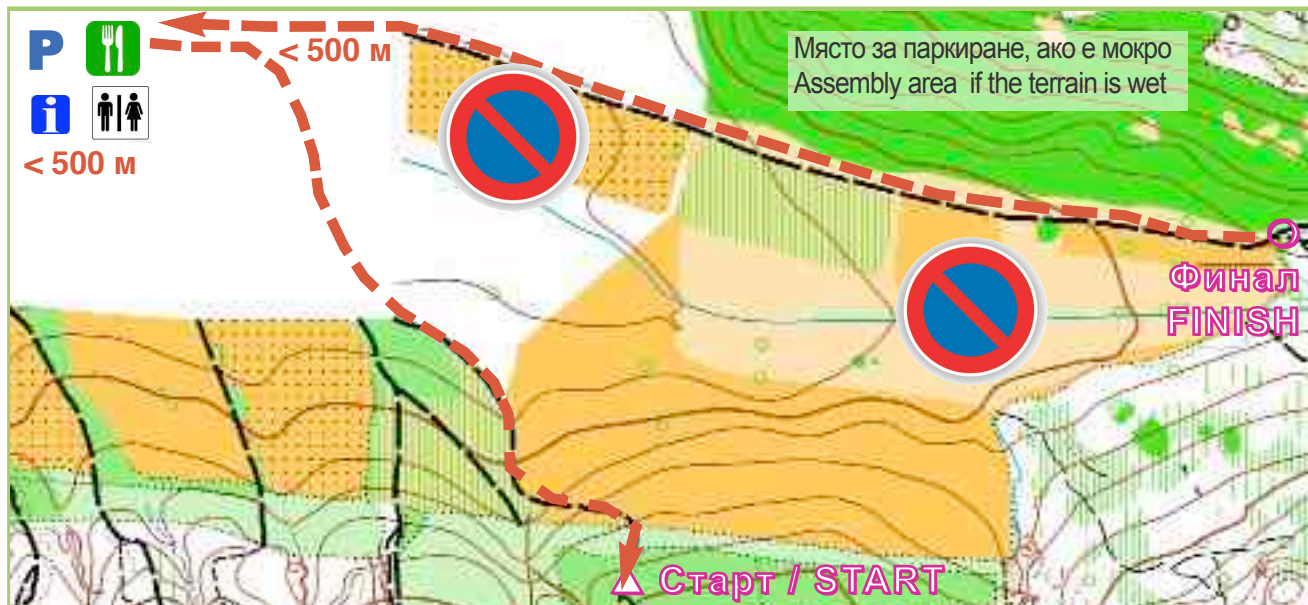 P
i
< 500 м
< 500 м
Място за паркиране, ако е мокро
Assembly area if the terrain is wet
Финал
FINISH
Старт / START